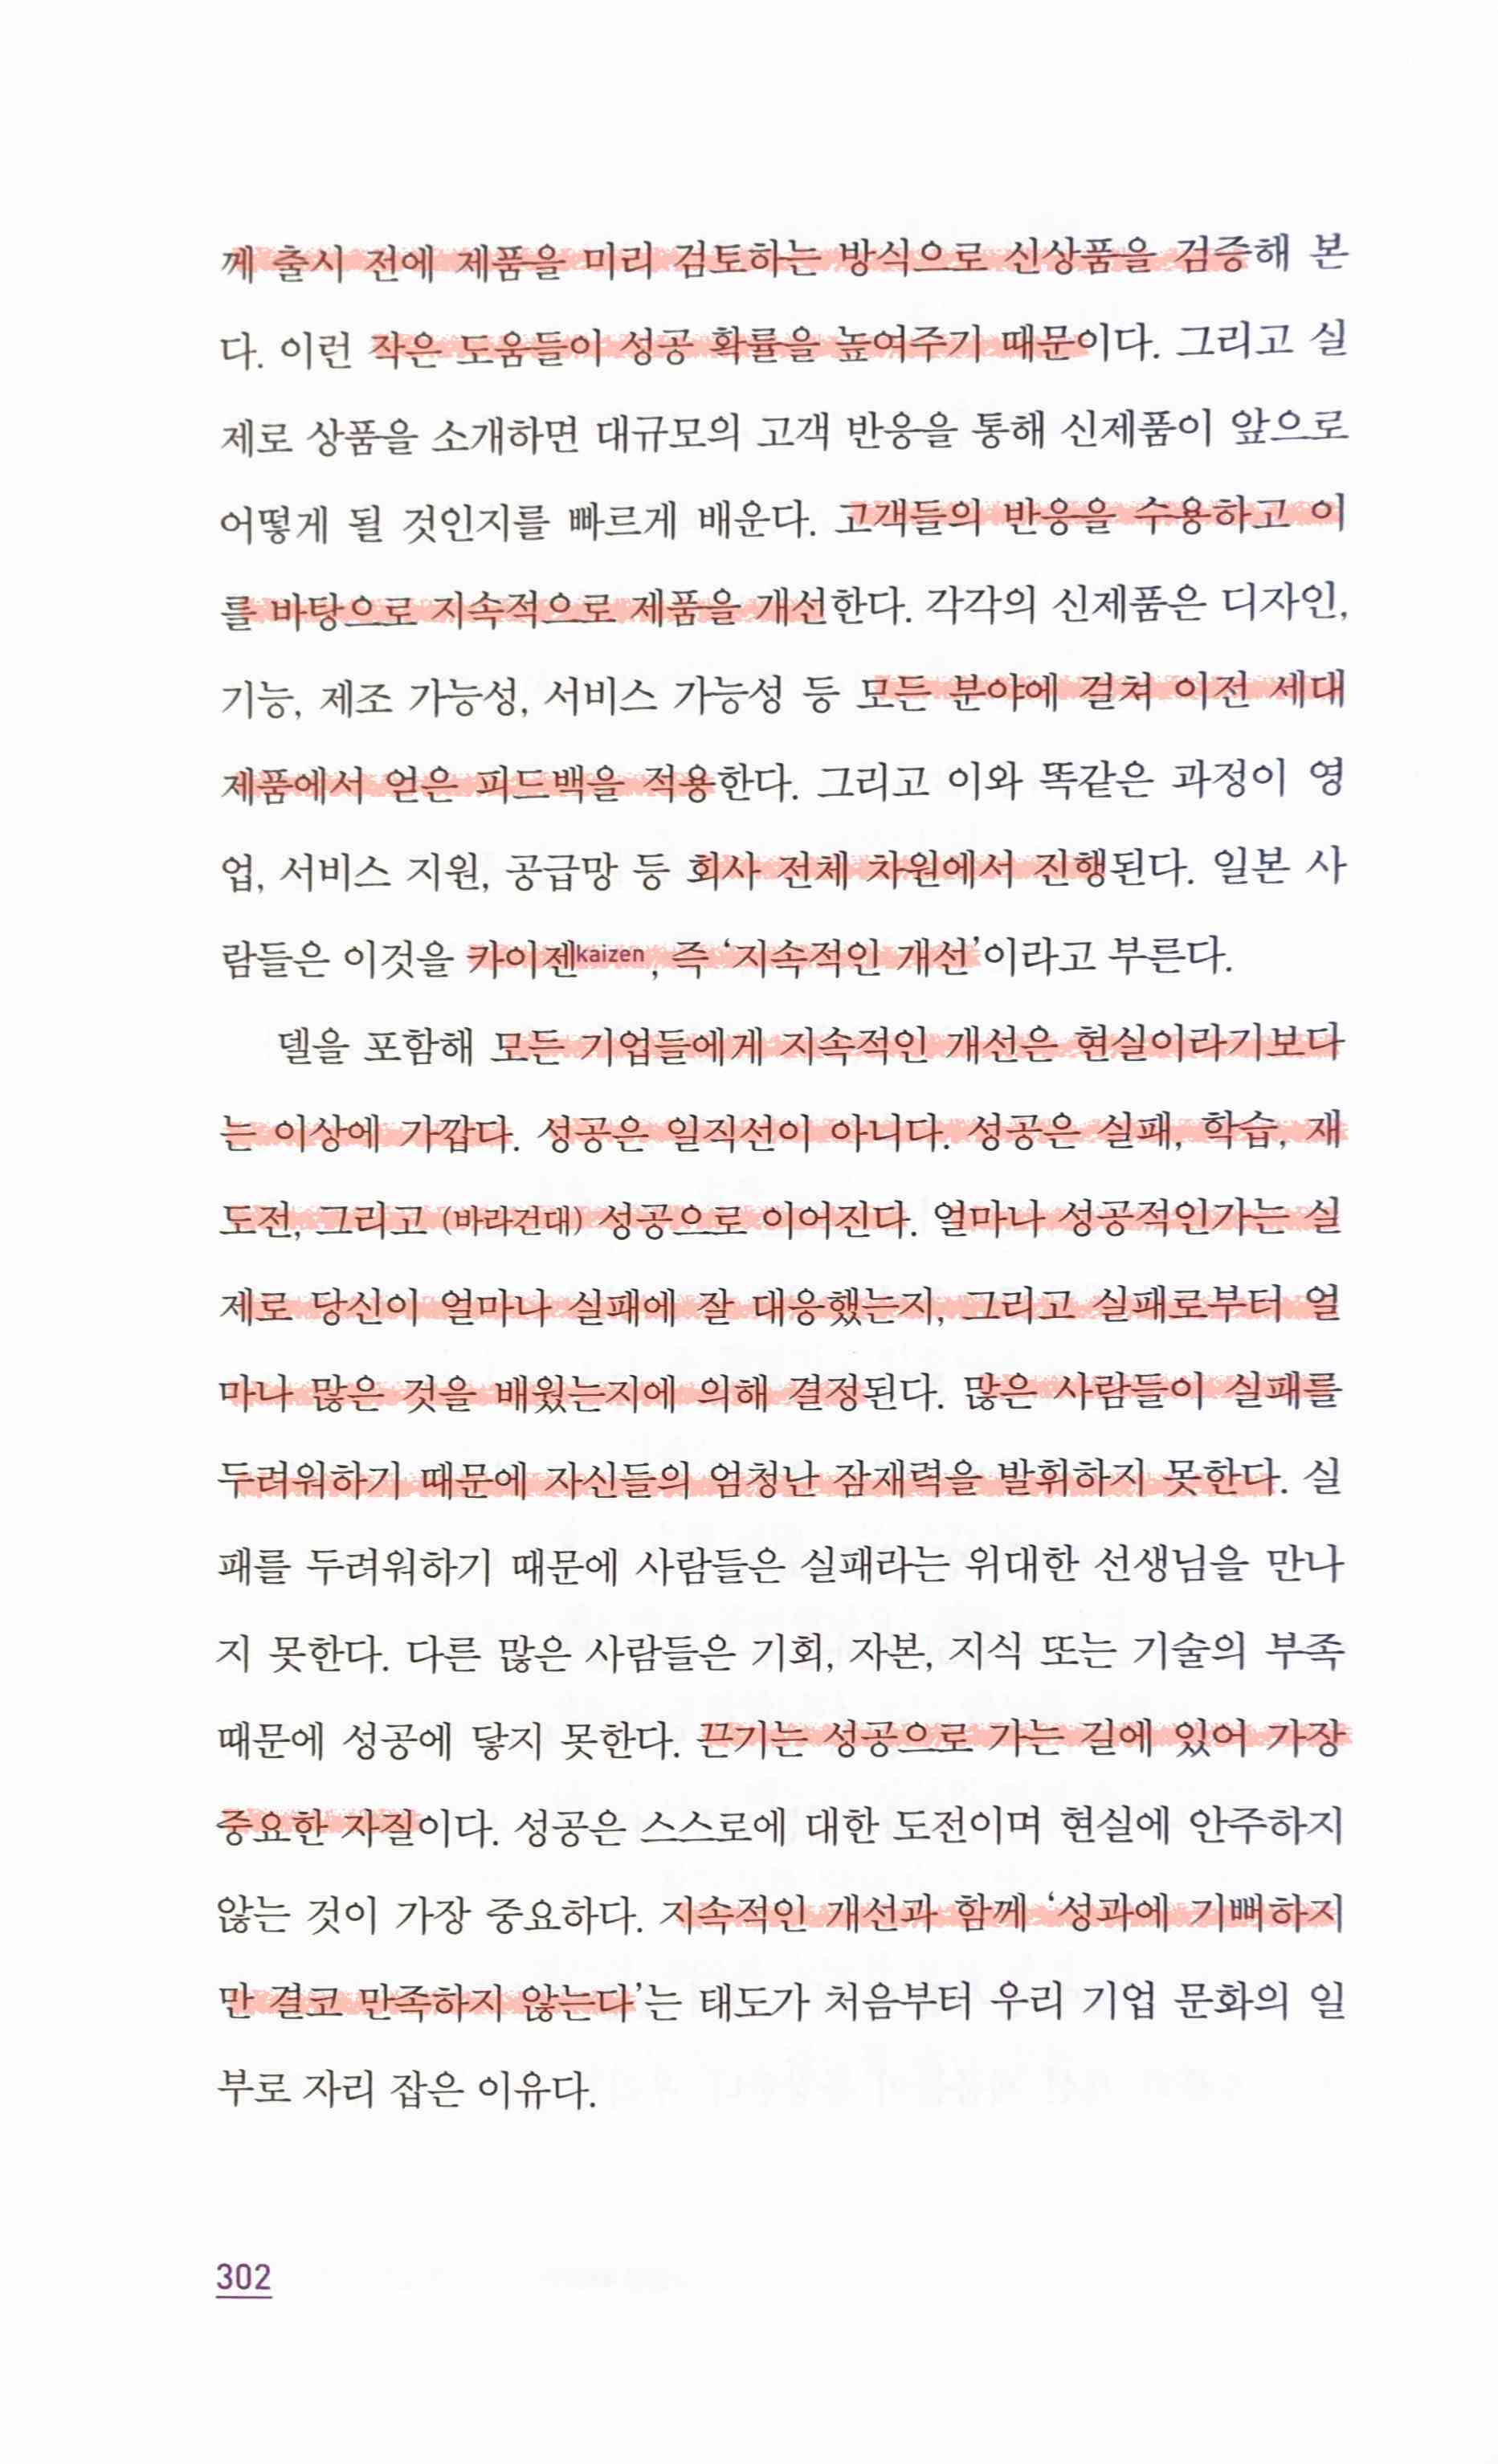 께 출시 전에 제품을 미리 검토하는 방식으로 신상품을 검증해 본
다. 이런 작은 도움들이 성공 확률을 높여주기 때문이다. 그리고 실
제로 상품을 소개하면 대규모의 고객 반응을 통해 신제품이 앞으로
어떻게 될 것인지를 빠르게 배운다. 고객들의 반응을 수용하고 이
를 바탕으로 지속적으로 제품을 개선한다. 각각의 신제품은 디자인,
기능, 제조 가능성, 서비스 가능성 등 모든 분야에 걸쳐 이전 세대
제품에서 얻은 피드백을 적용한다. 그리고 이와 똑같은 과정이 영
업, 서비스 지원, 공급망 등 회사 전체 차원에서 진행된다. 일본 사
람들은 이것을 카이젠kaizen, 즉 ‘지속적인 개선’이라고 부른다.
델을 포함해 모든 기업들에게 지속적인 개선은 현실이라기보다
는 이상에 가깝다. 성공은 일직선이 아니다. 성공은 실패, 학습, 재
도전, 그리고 (바라건대) 성공으로 이어진다. 얼마나 성공적인가는 실
제로 당신이 얼마나 실패에 잘 대응했는지, 그리고 실패로부터 얼
마나 많은 것을 배웠는지에 의해 결정된다. 많은 사람들이 실패를
두려워하기 때문에 자신들의 엄청난 잠재력을 발휘하지 못한다. 실
패를 두려워하기 때문에 사람들은 실패라는 위대한 선생님을 만나
지 못한다. 다른 많은 사람들은 기회, 자본, 지식 또는 기술의 부족
때문에 성공에 닿지 못한다. 끈기는 성공으로 가는 길에 있어 가장
중요한 자질이다. 성공은 스스로에 대한 도전이며 현실에 안주하지
않는 것이 가장 중요하다. 지속적인 개선과 함께 ‘성과에 기뻐하지
만 결코 만족하지 않는다’는 태도가 처음부터 우리 기업 문화의 일
부로 자리 잡은 이유다.
302